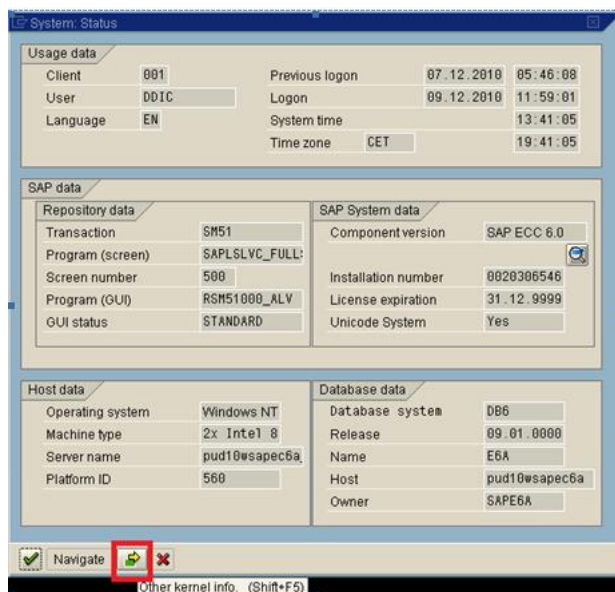 System: Status
Usage data
Client 001 Previous logon 07.12.2010 05:46:08
User DDIC Logon 09.12.2010 11:59:01
Language EN System time 13:41:05
Time zone CET 19:41:05
SAP data
Repository data
Transaction SM51
Program (screen) SAPLSLVC_FULL
Screen number 500
Program (GUI) RSM51000_ALV
GUI status STANDARD
SAP System data
Component version SAP ECC 6.0
Installation number 0020306546
License expiration 31.12.9999
Unicode System Yes
Host data
Operating system Windows NT
Machine type 2x Intel 8
Server name pud10wsapec6a_
Platform ID 560
Database data
Database system DB6
Release 09.01.0000
Name E6A
Host pud10wsapec6a
Owner SAPE6A
Navigate
Other kernel info. (Shift+F5)